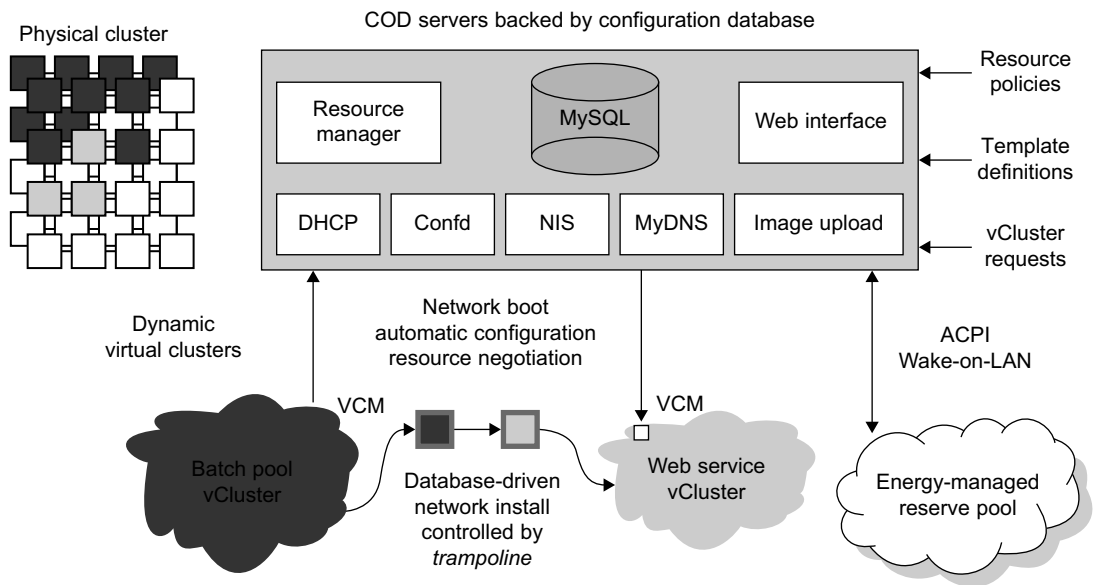 COD servers backed by configuration database
Physical cluster
Resource
manager
MySQL
Web interface
Resource
policies
Template
definitions
vCluster
requests
DHCP
Confd
NIS
MyDNS
Image upload
Dynamic
virtual clusters
Network boot
automatic configuration
resource negotiation
ACPI
Wake-on-LAN
VCM
VCM
Batch pool
vCluster
Database-driven
network install
controlled by
trampoline
Web service
vCluster
Energy-managed
reserve pool